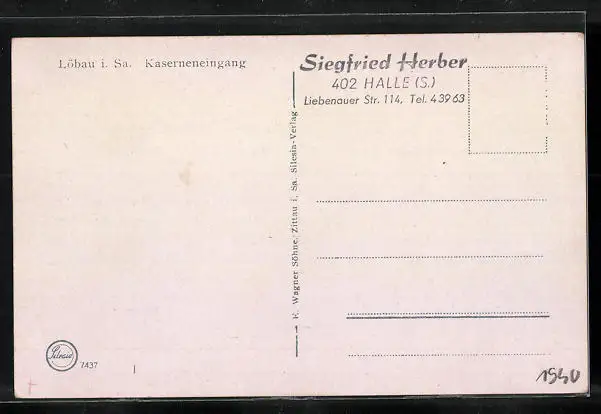 Löbau i. Sa. Kaserneneingang
Siegfried Herber
402 HALLE (S.)
Liebenauer Str. 114, Tel. 43963
R. Wagner Söhne, Zittau i. Sa. Silesia-Verlag
Silesia
7437